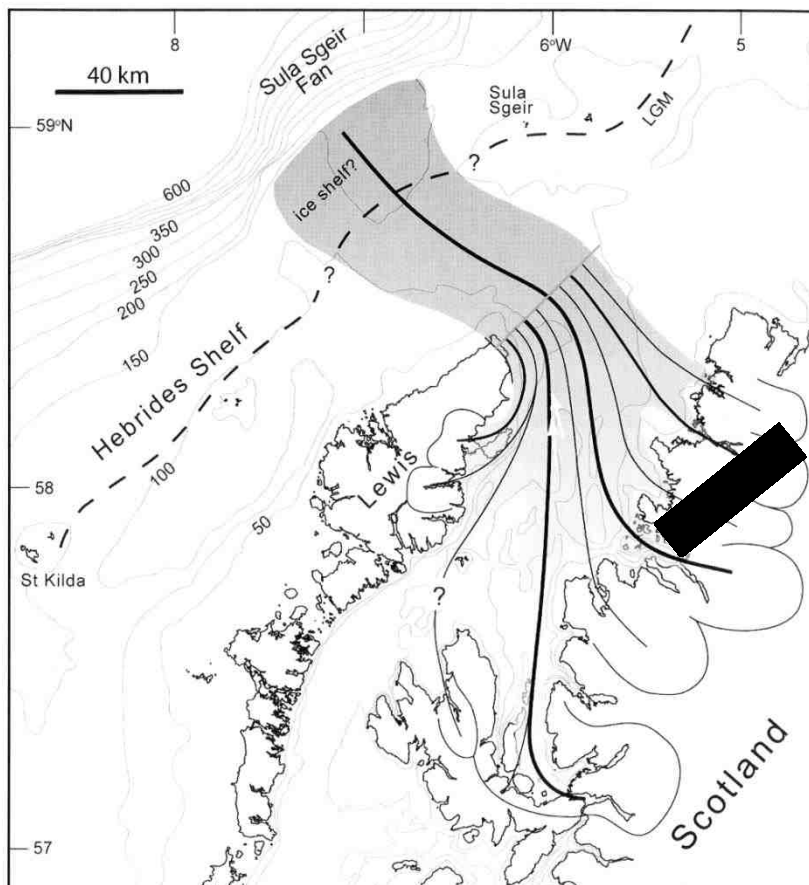 8
6°W
5
40 km
Sula Sgeir
Fan
Sula
Sgeir
LGM
59°N
?
ice shelf?
600
350
300
250
200
?
150
Hebrides Shelf
100
Lewis
58
50
A
St Kilda
?
Scotland
57